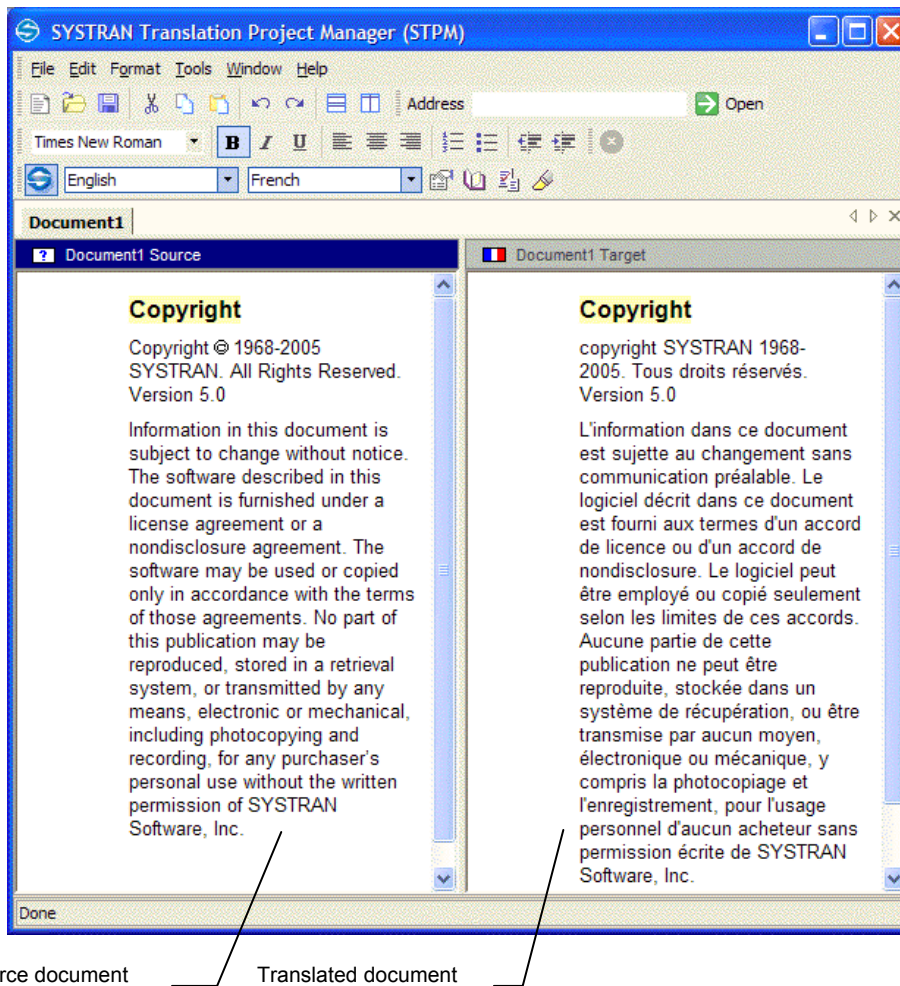 SYSTRAN Translation Project Manager (STPM)
File Edit Format Tools Window Help
Address Open
Times New Roman B I U
English French
Document1
Document1 Source
Document1 Target
Copyright
Copyright © 1968-2005
SYSTRAN. All Rights Reserved.
Version 5.0
Information in this document is
subject to change without notice.
The software described in this
document is furnished under a
license agreement or a
nondisclosure agreement. The
software may be used or copied
only in accordance with the terms
of those agreements. No part of
this publication may be
reproduced, stored in a retrieval
system, or transmitted by any
means, electronic or mechanical,
including photocopying and
recording, for any purchaser's
personal use without the written
permission of SYSTRAN
Software, Inc.
Copyright
copyright SYSTRAN 1968-
2005. Tous droits réservés.
Version 5.0
L'information dans ce document
est sujette au changement sans
communication préalable. Le
logiciel décrit dans ce document
est fourni aux termes d'un accord
de licence ou d'un accord de
nondisclosure. Le logiciel peut
être employé ou copié seulement
selon les limites de ces accords.
Aucune partie de cette
publication ne peut être
reproduite, stockée dans un
système de récupération, ou être
transmise par aucun moyen,
électronique ou mécanique, y
compris la photocopiage et
l'enregistrement, pour l'usage
personnel d'aucun acheteur sans
permission écrite de SYSTRAN
Software, Inc.
Done
rce document
Translated document